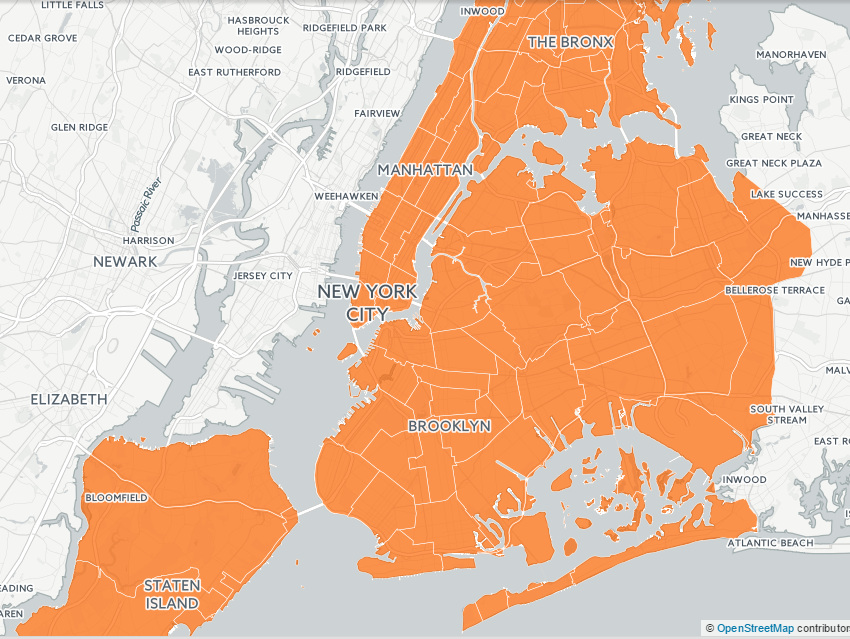 LITTLE FALLS
INWOOD
HASBROUCK
HEIGHTS
RIDGEFIELD PARK
CEDAR GROVE
THE BRONX
WOOD-RIDGE
MANORHAVEN
EAST RUTHERFORD
RIDGEFIELD
VERONA
KINGS POINT
FAIRVIEW
GLEN RIDGE
GREAT NECK
GREAT NECK PLAZA
MANHATTAN
Passaic River
WEEHAWKEN
LAKE SUCCESS
MANHASSE
HARRISON
NEWARK
NEW HYDE P
JERSEY CITY
NEW YORK
CITY
BELLEROSE TERRACE
GA
MALV
ELIZABETH
SOUTH VALLEY
STREAM
BROOKLYN
EAST RO
INWOOD
BLOOMFIELD
IS
ATLANTIC BEACH
STATEN
ISLAND
EADING
AREN
© OpenStreetMap contributor